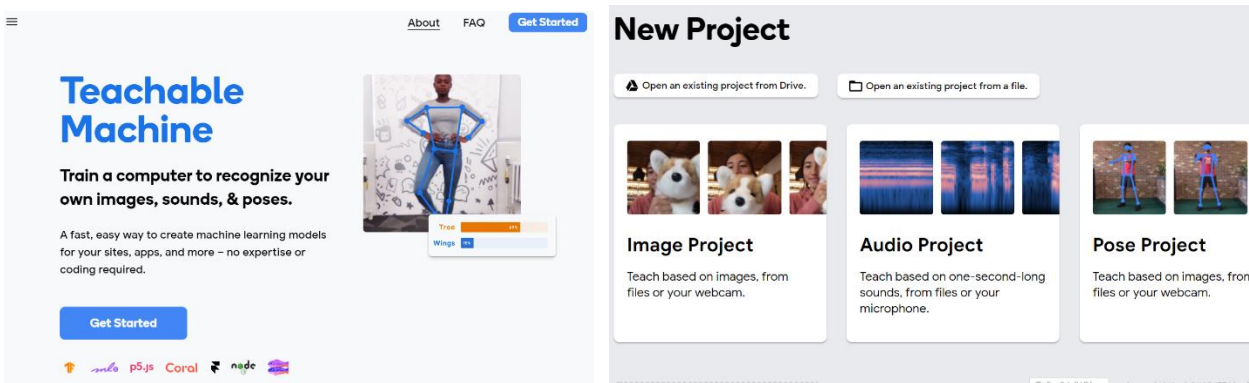 About FAQ Get Started
Teachable
Machine
Train a computer to recognize your
own images, sounds, & poses.
A fast, easy way to create machine learning models
for your sites, apps, and more – no expertise or
coding required.
Tree
Wings
Get Started
p5.js Coral node
New Project
Open an existing project from Drive.
Open an existing project from a file.
Image Project
Teach based on images, from
files or your webcam.
Audio Project
Teach based on one-second-long
sounds, from files or your
microphone.
Pose Project
Teach based on images, from
files or your webcam.